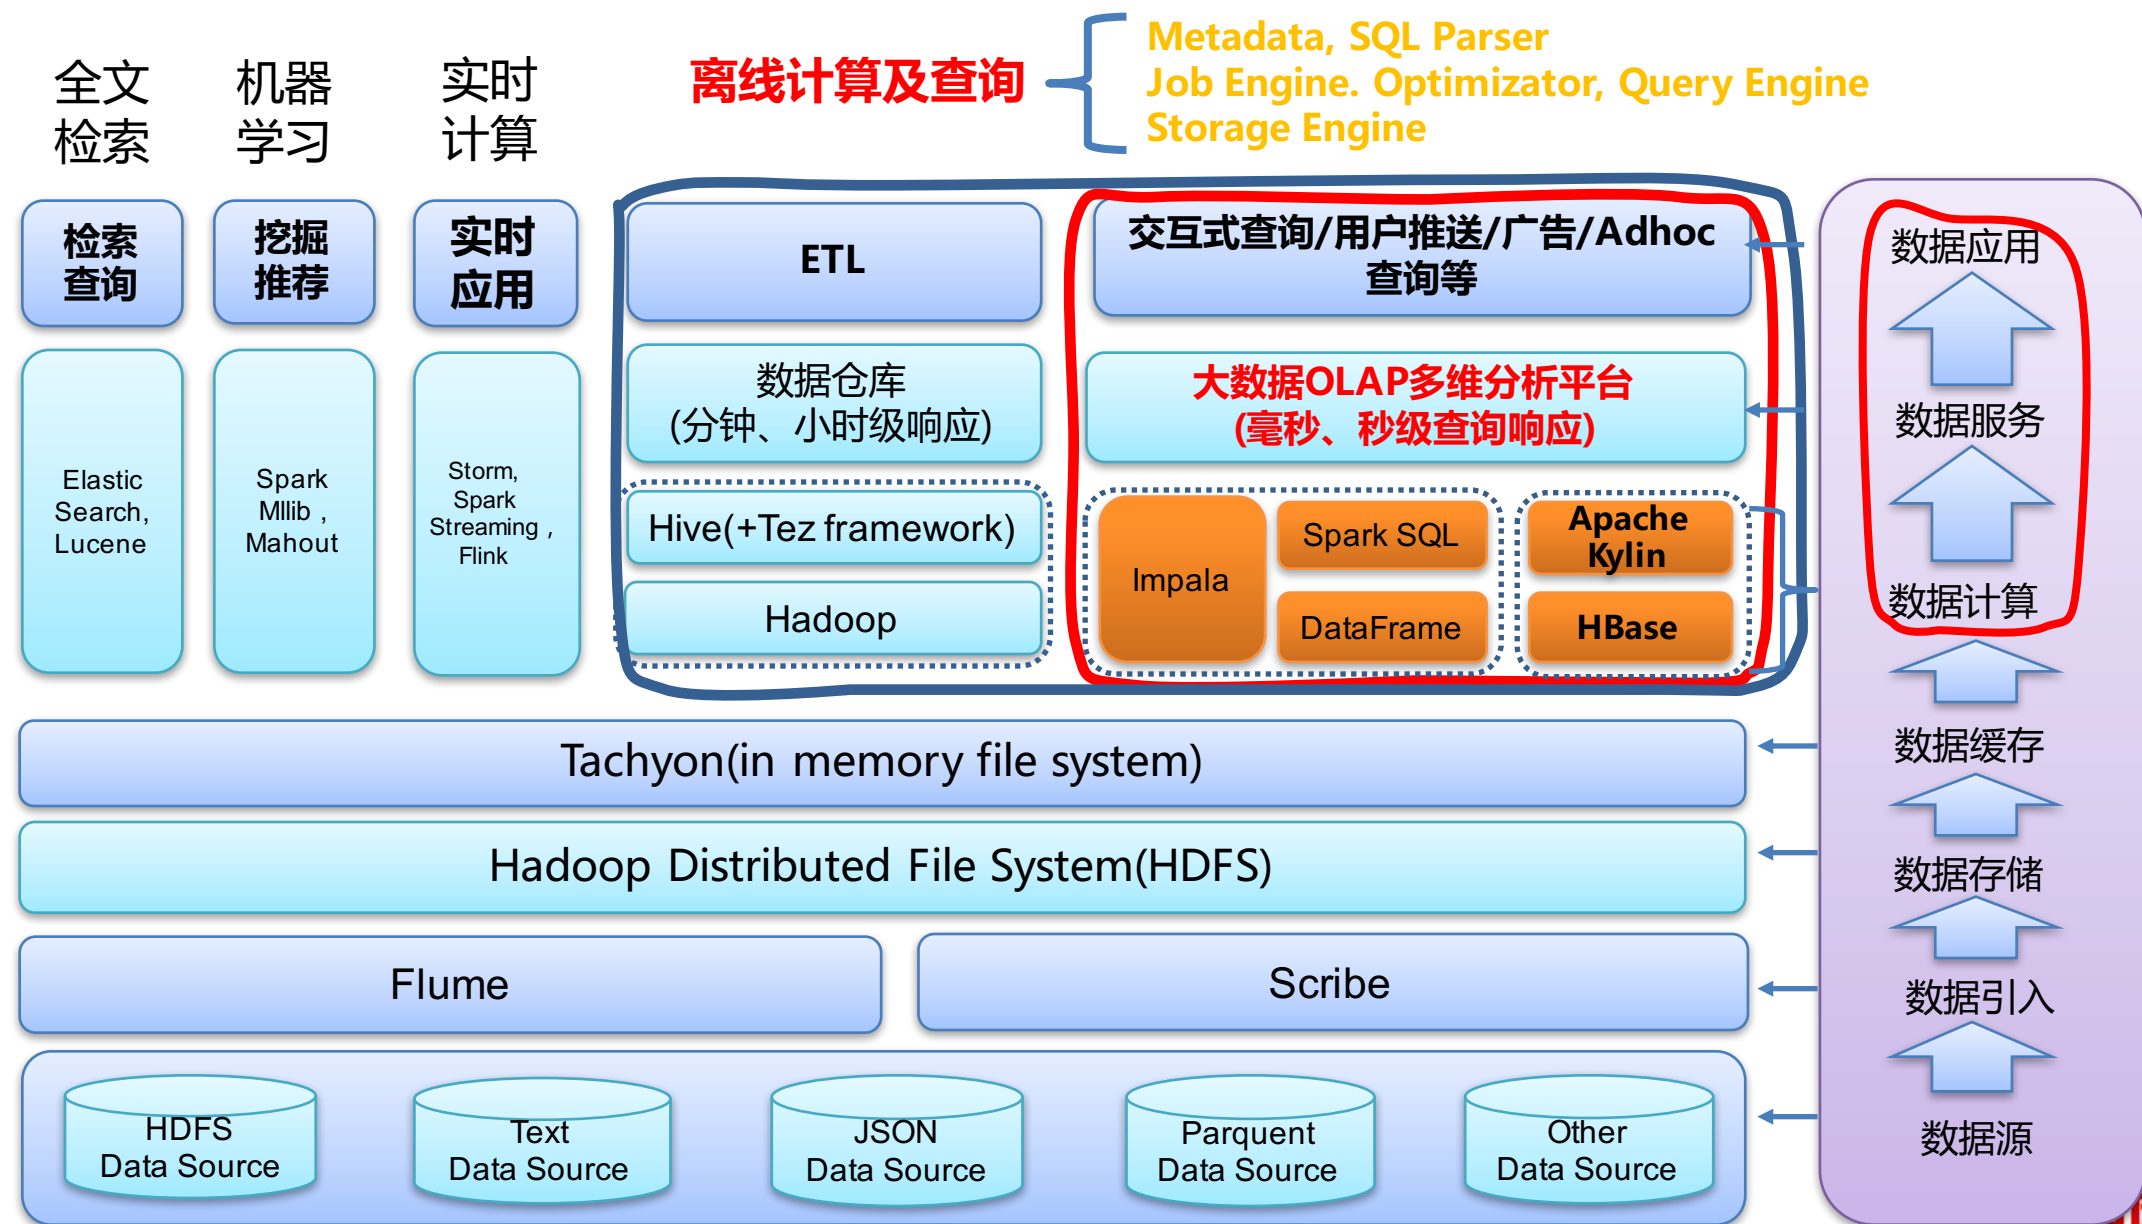 全文
检索
机器
学习
实时
计算
离线计算及查询
Metadata, SQL Parser
Job Engine. Optimizator, Query Engine
Storage Engine
检索
查询
挖掘
推荐
实时
应用
ETL
交互式查询/用户推送/广告/Adhoc
查询等
Elastic
Search,
Lucene
Spark
Mllib ,
Mahout
Storm,
Spark
Streaming ,
Flink
数据仓库
(分钟、小时级响应)
大数据OLAP多维分析平台
(毫秒、秒级查询响应)
Hive(+Tez framework)
Hadoop
Impala
Spark SQL
DataFrame
Apache
Kylin
HBase
Tachyon(in memory file system)
Hadoop Distributed File System(HDFS)
Flume
Scribe
HDFS
Data Source
Text
Data Source
JSON
Data Source
Parquent
Data Source
Other
Data Source
数据应用
数据服务
数据计算
数据缓存
数据存储
数据引入
数据源